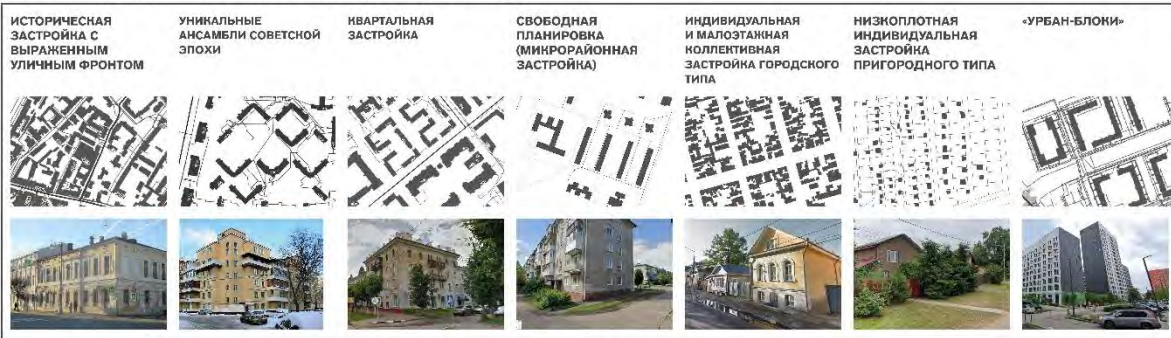 ИСТОРИЧЕСКАЯ
ЗАСТРОЙКА С
ВЫРАЖЕННЫМ
УЛИЧНЫМ ФРОНТОМ
УНИКАЛЬНЫЕ
АНСАМБЛИ СОВЕТСКОЙ
ЭПОХИ
КВАРТАЛЬНАЯ
ЗАСТРОЙКА
СВОБОДНАЯ
ПЛАНИРОВКА
(МИКРОРАЙОННАЯ
ЗАСТРОЙКА)
ИНДИВИДУАЛЬНАЯ
И МАЛОЭТАЖНАЯ
КОЛЛЕКТИВНАЯ
ЗАСТРОЙКА ГОРОДСКОГО
ТИПА
НИЗКОПЛОТНАЯ
ИНДИВИДУАЛЬНАЯ
ЗАСТРОЙКА
ПРИГОРОДНОГО ТИПА
«УРБАН-БЛОКИ»